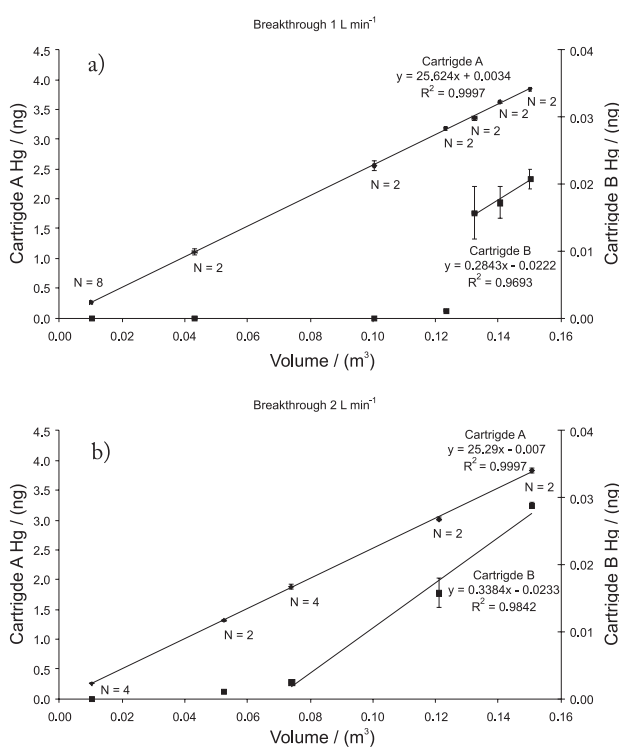 Breakthrough 1 L min⁻¹
a)
Cartrigde A
y = 25.624x + 0.0034
R² = 0.9997
N = 8
N = 2
N = 2
N = 2
N = 2
N = 2
N = 2
Cartrigde B
y = 0.2843x - 0.0222
R² = 0.9693
Cartrigde A Hg / (ng)
4.5
4.0
3.5
3.0
2.5
2.0
1.5
1.0
0.5
0.0
Cartrigde B Hg / (ng)
0.04
0.03
0.02
0.01
0.00
0.00 0.02 0.04 0.06 0.08 0.10 0.12 0.14 0.16
Volume / (m³)
Breakthrough 2 L min⁻¹
b)
Cartrigde A
y = 25.29x - 0.007
R² = 0.9997
N = 4
N = 2
N = 4
N = 2
N = 2
Cartrigde B
y = 0.3384x - 0.0233
R² = 0.9842
Cartrigde A Hg / (ng)
4.5
4.0
3.5
3.0
2.5
2.0
1.5
1.0
0.5
0.0
Cartrigde B Hg / (ng)
0.04
0.03
0.02
0.01
0.00
0.00 0.02 0.04 0.06 0.08 0.10 0.12 0.14 0.16
Volume / (m³)